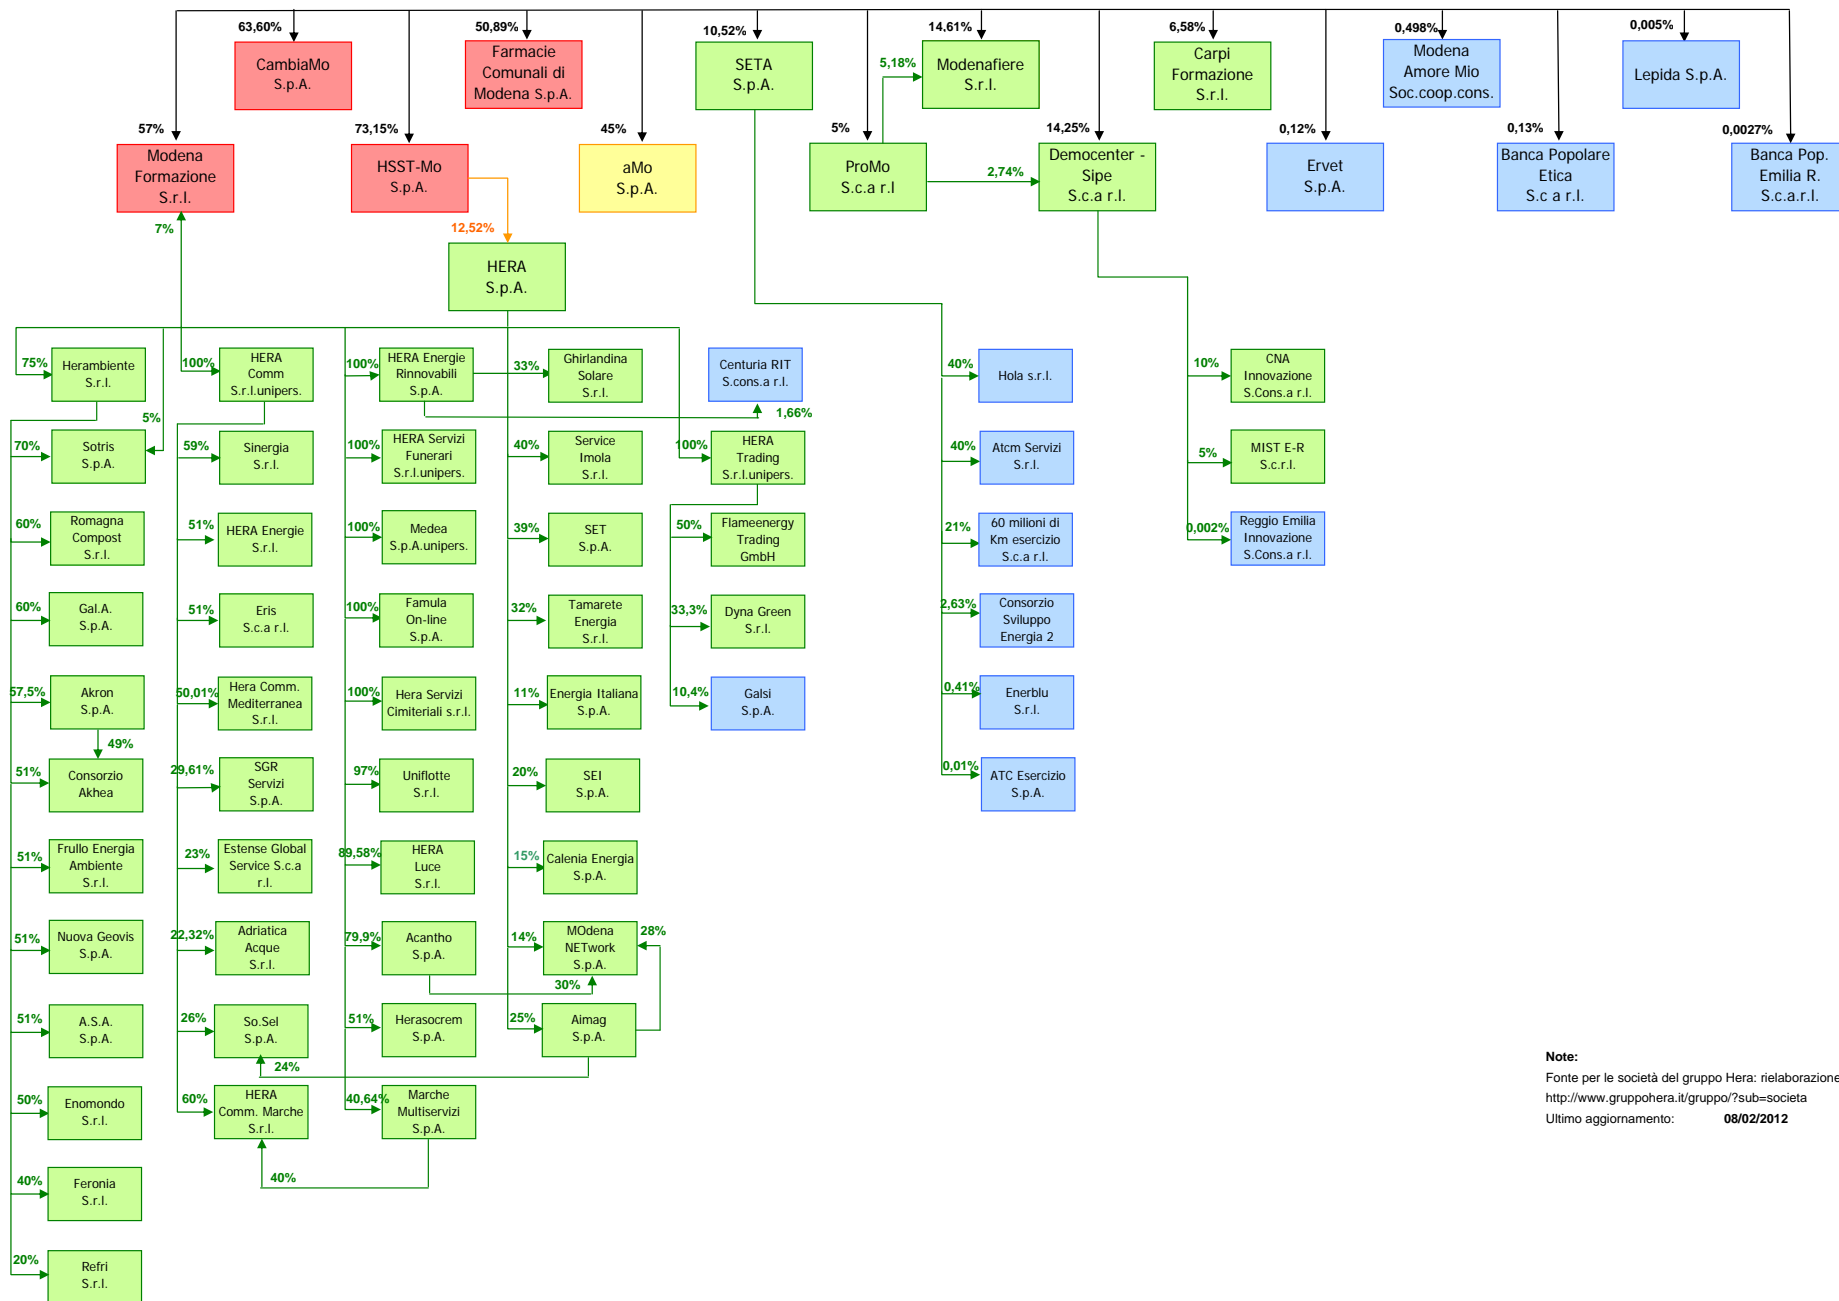 63,60%
50,89%
10,52%
14,61%
6,58%
0,498%
0,005%
CambiaMo
S.p.A.
Farmacie
Comunali di
Modena S.p.A.
SETA
S.p.A.
5,18%
Modenafiere
S.r.l.
Carpi
Formazione
S.r.l.
Modena
Amore Mio
Soc.coop.cons.
Lepida S.p.A.
57%
73,15%
45%
5%
14,25%
0,12%
0,13%
0,0027%
Modena
Formazione
S.r.l.
HSST-Mo
S.p.A.
aMo
S.p.A.
ProMo
S.c.a r.l
2,74%
Democenter -
Sipe
S.c.a r.l.
Ervet
S.p.A.
Banca Popolare
Etica
S.c a r.l.
Banca Pop.
Emilia R.
S.c.a.r.l.
7%
12,52%
HERA
S.p.A.
75%
Herambiente
S.r.l.
100%
HERA
Comm
S.r.l.unipers.
100%
HERA Energie
Rinnovabili
S.p.A.
33%
Ghirlandina
Solare
S.r.l.
Centuria RIT
S.cons.a r.l.
40%
Hola s.r.l.
10%
CNA
Innovazione
S.Cons.a r.l.
5%
1,66%
70%
Sotris
S.p.A.
59%
Sinergia
S.r.l.
100%
HERA Servizi
Funerari
S.r.l.unipers.
40%
Service
Imola
S.r.l.
100%
HERA
Trading
S.r.l.unipers.
40%
Atcm Servizi
S.r.l.
5%
MIST E-R
S.c.r.l.
60%
Romagna
Compost
S.r.l.
51%
HERA Energie
S.r.l.
100%
Medea
S.p.A.unipers.
39%
SET
S.p.A.
50%
Flameenergy
Trading
GmbH
21%
60 milioni di
Km esercizio
S.c.a r.l.
0,002%
Reggio Emilia
Innovazione
S.Cons.a r.l.
60%
Gal.A.
S.p.A.
51%
Eris
S.c.a r.l.
100%
Famula
On-line
S.p.A.
32%
Tamarete
Energia
S.r.l.
33,3%
Dyna Green
S.r.l.
2,63%
Consorzio
Sviluppo
Energia 2
57,5%
Akron
S.p.A.
50,01%
Hera Comm.
Mediterranea
S.r.l.
100%
Hera Servizi
Cimiteriali s.r.l.
11%
Energia Italiana
S.p.A.
10,4%
Galsi
S.p.A.
0,41%
Enerblu
S.r.l.
49%
51%
Consorzio
Akhea
29,61%
SGR
Servizi
S.p.A.
97%
Uniflotte
S.r.l.
20%
SEI
S.p.A.
0,01%
ATC Esercizio
S.p.A.
51%
Frullo Energia
Ambiente
S.r.l.
23%
Estense Global
Service S.c.a
r.l.
89,58%
HERA
Luce
S.r.l.
15%
Calenia Energia
S.p.A.
51%
Nuova Geovis
S.p.A.
22,32%
Adriatica
Acque
S.r.l.
79,9%
Acantho
S.p.A.
14%
MOdena
NETwork
S.p.A.
28%
30%
51%
A.S.A.
S.p.A.
26%
So.Sel
S.p.A.
51%
Herasocrem
S.p.A.
25%
Aimag
S.p.A.
24%
50%
Enomondo
S.r.l.
60%
HERA
Comm. Marche
S.r.l.
40,64%
Marche
Multiservizi
S.p.A.
40%
40%
Feronia
S.r.l.
20%
Refri
S.r.l.
Note:
Fonte per le società del gruppo Hera: rielaborazione
http://www.gruppohera.it/gruppo/?sub=societa
Ultimo aggiornamento: 08/02/2012